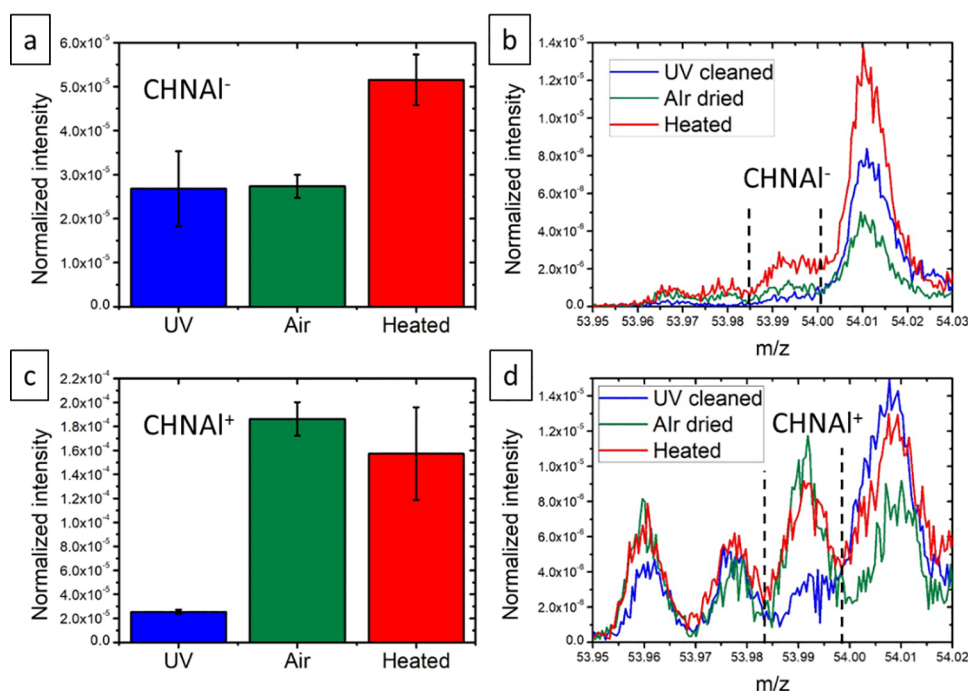 a
Normalized intensity
6.0x10-5
5.0x10-5
4.0x10-5
3.0x10-5
2.0x10-5
1.0x10-5
0.0
CHNAl-
UV
Air
Heated
b
Normalized intensity
1.4x10-5
1.2x10-5
1.0x10-5
8.0x10-6
6.0x10-6
4.0x10-6
2.0x10-6
0.0
UV cleaned
AIr dried
Heated
CHNAl-
53.95 53.96 53.97 53.98 53.99 54.00 54.01 54.02 54.03
m/z
c
Normalized intensity
2.2x10-4
2.0x10-4
1.8x10-4
1.6x10-4
1.4x10-4
1.2x10-4
1.0x10-4
8.0x10-5
6.0x10-5
4.0x10-5
2.0x10-5
0.0
CHNAl+
UV
Air
Heated
d
Normalized intensity
1.4x10-5
1.2x10-5
1.0x10-5
8.0x10-6
6.0x10-6
4.0x10-6
2.0x10-6
0.0
UV cleaned
AIr dried
Heated
CHNAl+
53.95 53.96 53.97 53.98 53.99 54.00 54.01 54.02
m/z